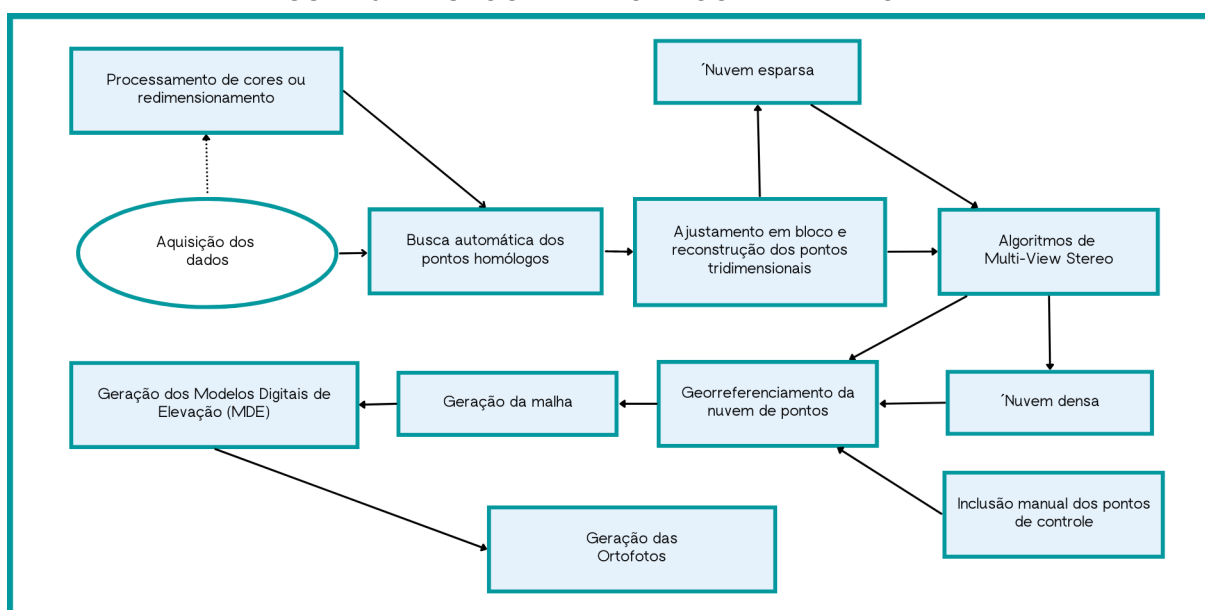 Processamento de cores ou
redimensionamento
´Nuvem esparsa
Aquisição dos
dados
Busca automática dos
pontos homólogos
Ajustamento em bloco e
reconstrução dos pontos
tridimensionais
Algoritmos de
Multi-View Stereo
Geração dos Modelos Digitais de
Elevação (MDE)
Geração da malha
Georreferenciamento da
nuvem de pontos
´Nuvem densa
Inclusão manual dos pontos
de controle
Geração das
Ortofotos